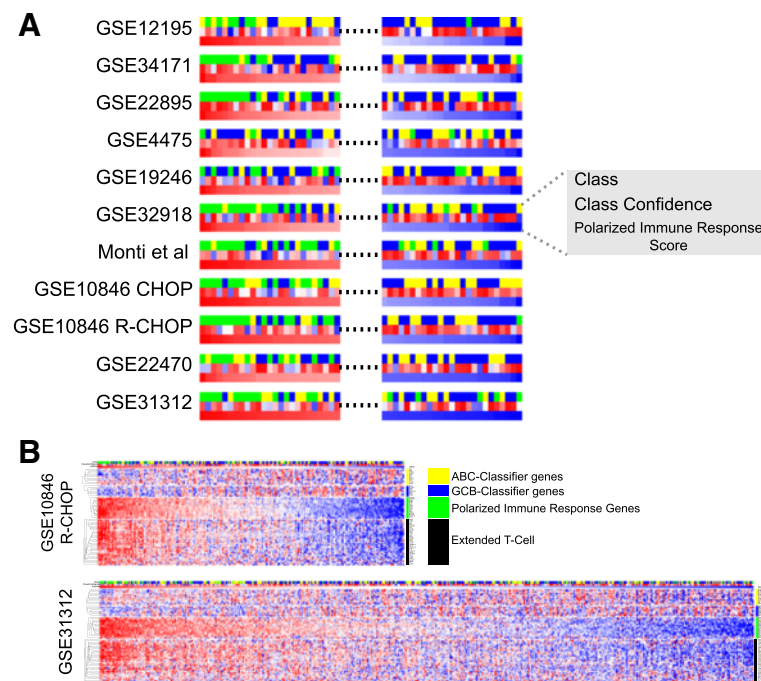 A
GSE12195
GSE34171
GSE22895
GSE4475
GSE19246
GSE32918
Monti et al
GSE10846 CHOP
GSE10846 R-CHOP
GSE22470
GSE31312
Class
Class Confidence
Polarized Immune Response
Score
B
GSE10846
R-CHOP
ABC-Classifier genes
GCB-Classifier genes
Polarized Immune Response Genes
Extended T-Cell
GSE31312